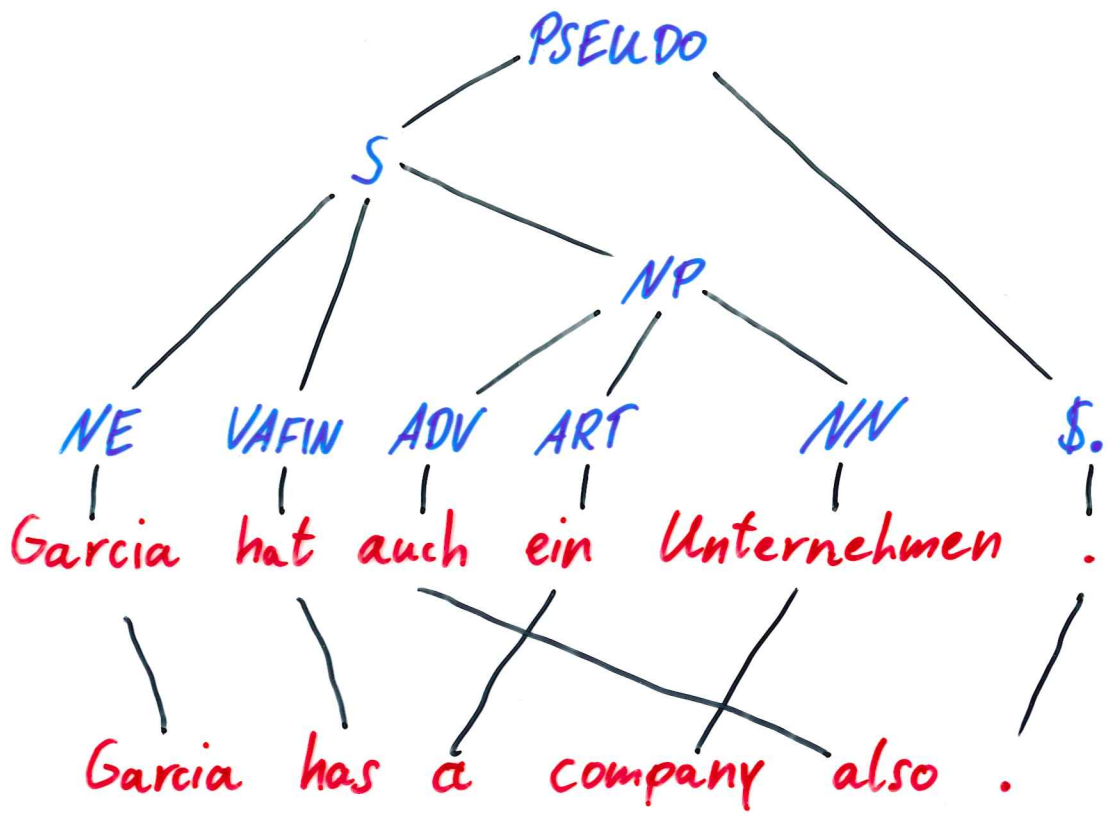 PSEUDO
S
NP
NE VAFIN ADV ART NN $.
Garcia hat auch ein Unternehmen .
Garcia has a company also .